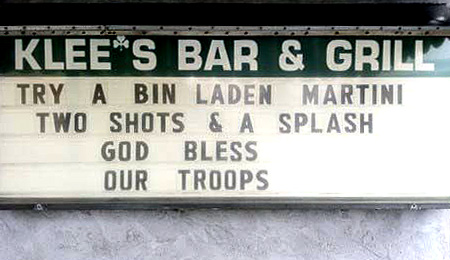 KLEE'S BAR & GRILL
TRY A BIN LADEN MARTINI
TWO SHOTS & A SPLASH
GOD BLESS
OUR TROOPS